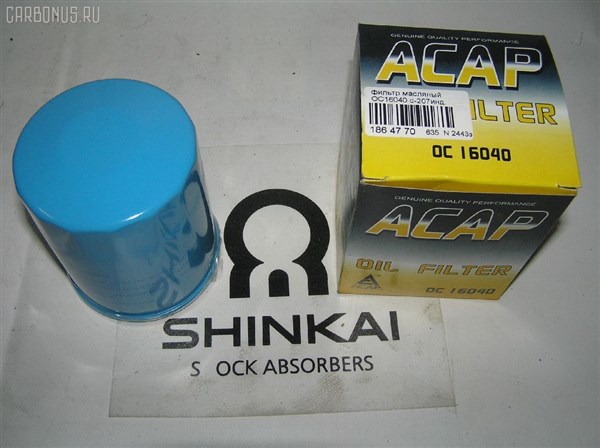 CARBONUS.RU
GENUINE QUALITY PERFORMANCE
ACAP
Фильтр масляный
OC16040 c-207инд.
186 47 70 635 N 2443э
FILTER
OC 16040
GENUINE QUALITY PERFORMANCE
ACAP
OIL FILTER
ACAP
OC 16040
SHINKAI
S OCK ABSORBERS